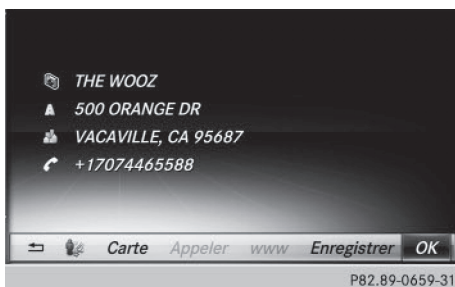 THE WOOZ
500 ORANGE DR
VACAVILLE, CA 95687
+17074465588
Carte Appeler www Enregistrer OK
P82.89-0659-31